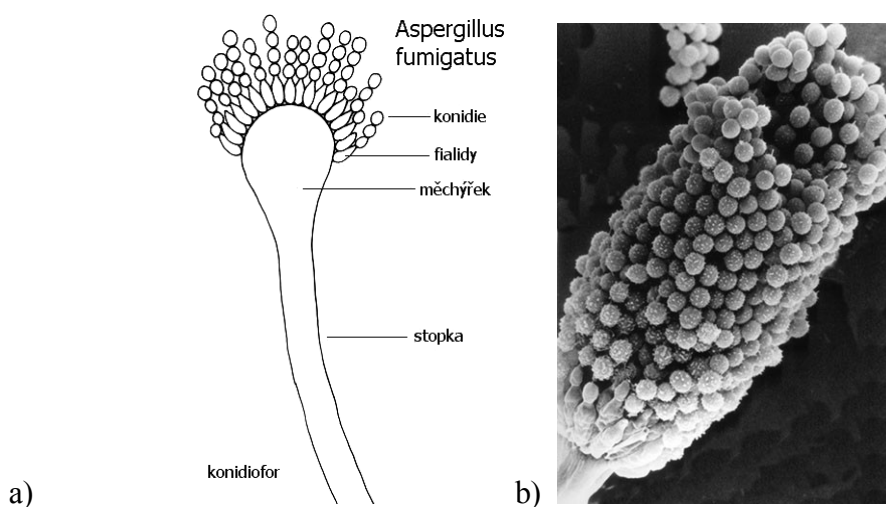 Aspergillus
fumigatus
konidie
fialidy
měchýřek
stopka
konidiofor
a)
b)